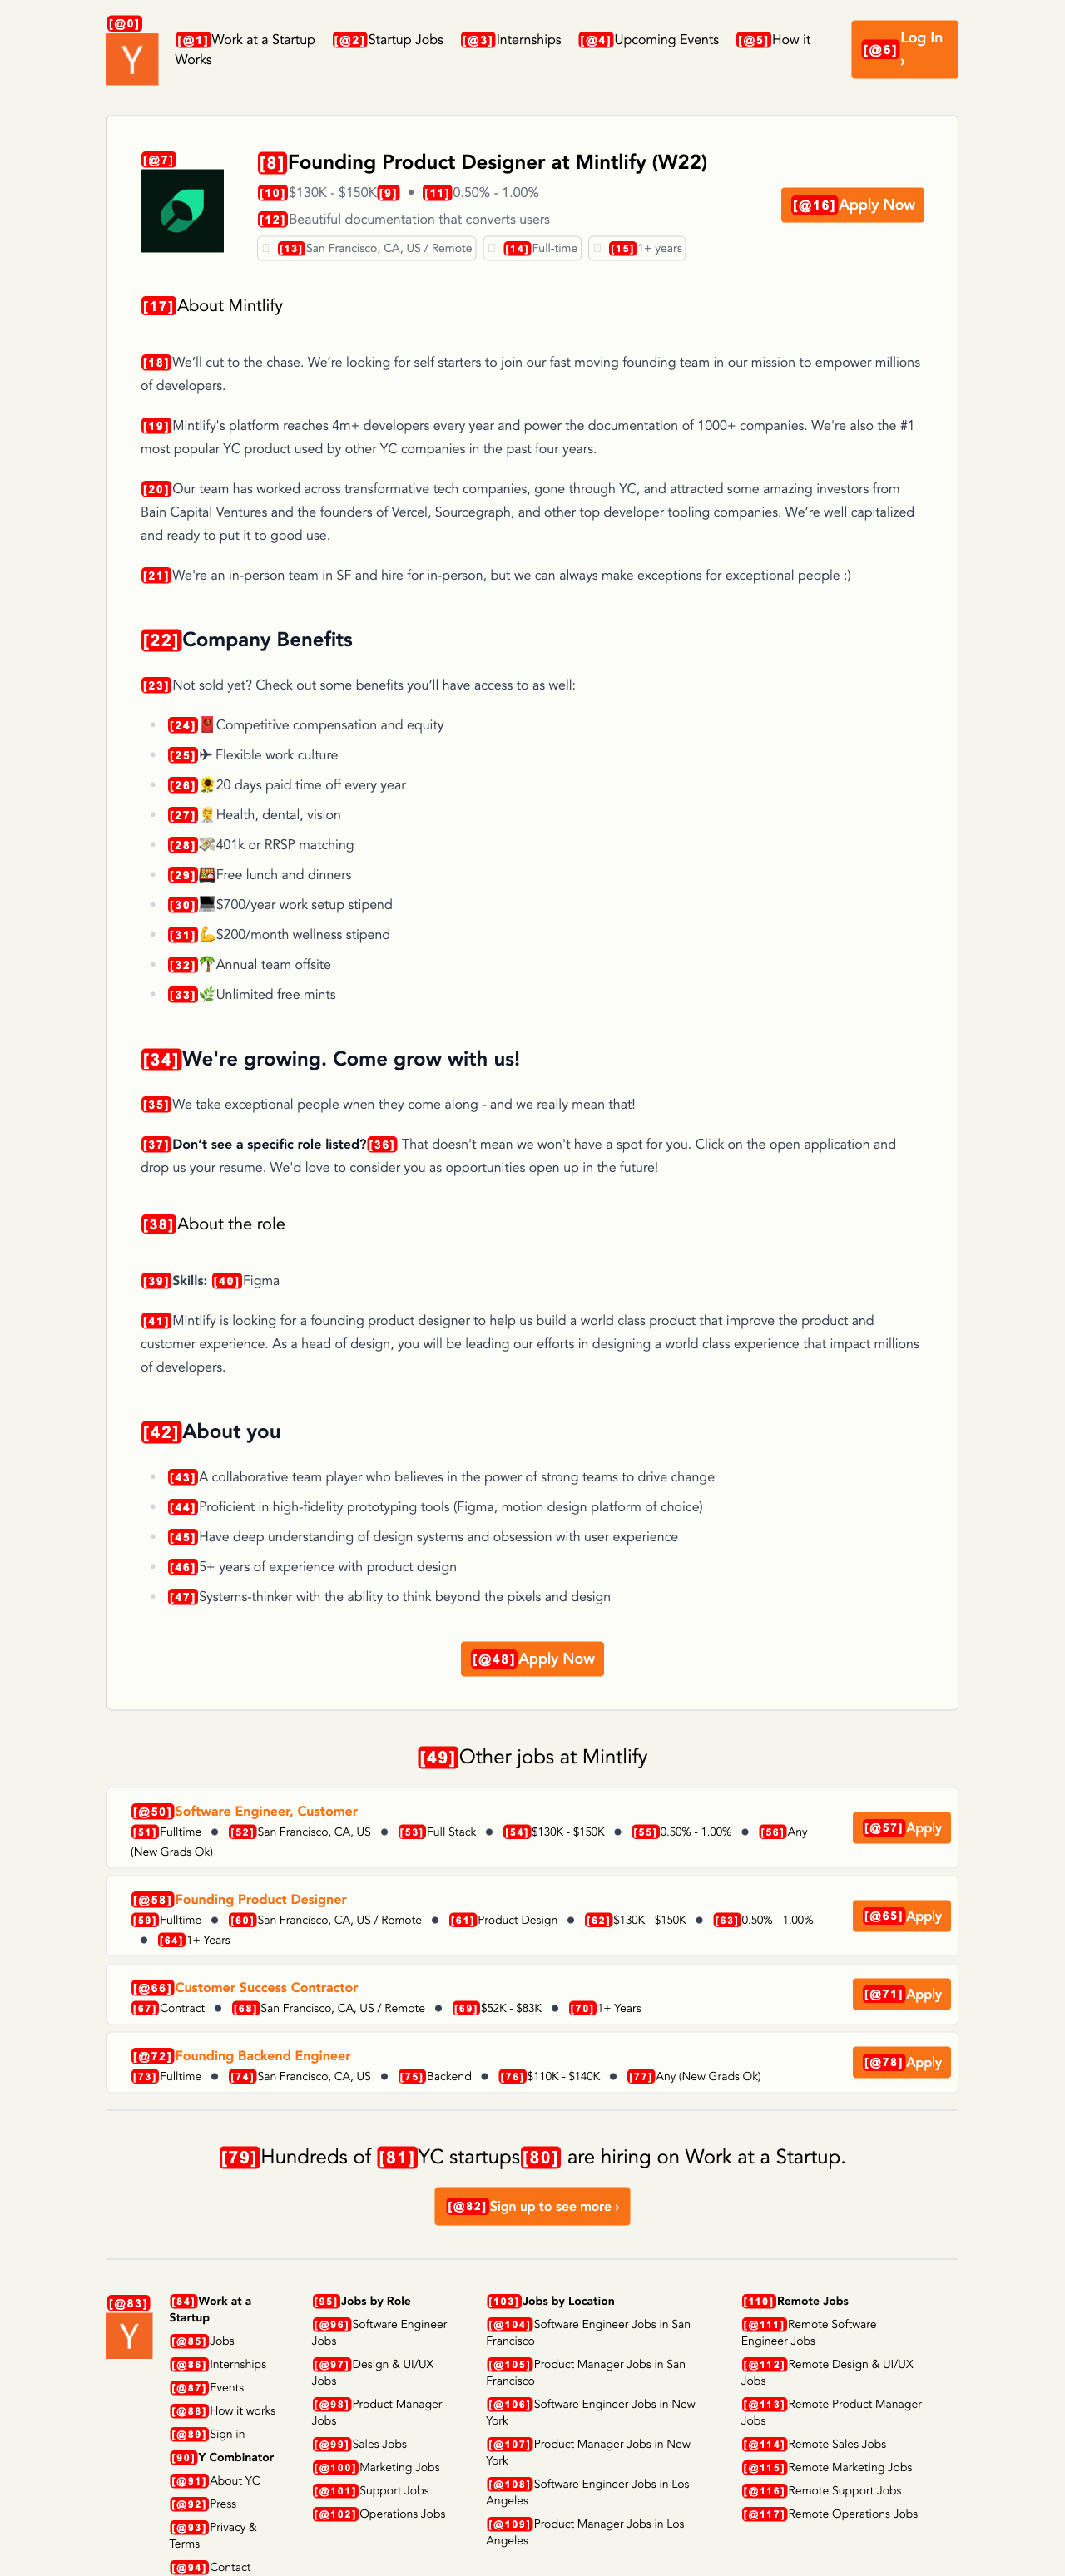 [@0]
Y
[@1]Work at a Startup [@2]Startup Jobs [@3]Internships [@4]Upcoming Events [@5]How it
Works
[@6]Log In
›
[@7]
[8]Founding Product Designer at Mintlify (W22)
[10]$130K - $150K[9] • [11]0.50% - 1.00%
[12]Beautiful documentation that converts users
[13]San Francisco, CA, US / Remote [14]Full-time [15]1+ years
[@16]Apply Now
[17]About Mintlify
[18]We’ll cut to the chase. We’re looking for self starters to join our fast moving founding team in our mission to empower millions
of developers.
[19]Mintlify's platform reaches 4m+ developers every year and power the documentation of 1000+ companies. We're also the #1
most popular YC product used by other YC companies in the past four years.
[20]Our team has worked across transformative tech companies, gone through YC, and attracted some amazing investors from
Bain Capital Ventures and the founders of Vercel, Sourcegraph, and other top developer tooling companies. We’re well capitalized
and ready to put it to good use.
[21]We're an in-person team in SF and hire for in-person, but we can always make exceptions for exceptional people :)
[22]Company Benefits
[23]Not sold yet? Check out some benefits you’ll have access to as well:
[24]🧧Competitive compensation and equity
[25]✈ Flexible work culture
[26]🌻20 days paid time off every year
[27]Health, dental, vision
[28]💸401k or RRSP matching
[29]🍱Free lunch and dinners
[30]💻$700/year work setup stipend
[31]💪$200/month wellness stipend
[32]🌴Annual team offsite
[33]🌿Unlimited free mints
[34]We're growing. Come grow with us!
[35]We take exceptional people when they come along - and we really mean that!
[37]Don’t see a specific role listed?[36] That doesn't mean we won't have a spot for you. Click on the open application and
drop us your resume. We'd love to consider you as opportunities open up in the future!
[38]About the role
[39]Skills: [40]Figma
[41]Mintlify is looking for a founding product designer to help us build a world class product that improve the product and
customer experience. As a head of design, you will be leading our efforts in designing a world class experience that impact millions
of developers.
[42]About you
[43]A collaborative team player who believes in the power of strong teams to drive change
[44]Proficient in high-fidelity prototyping tools (Figma, motion design platform of choice)
[45]Have deep understanding of design systems and obsession with user experience
[46]5+ years of experience with product design
[47]Systems-thinker with the ability to think beyond the pixels and design
[@48]Apply Now
[49]Other jobs at Mintlify
[@50]Software Engineer, Customer
[51]Fulltime ● [52]San Francisco, CA, US ● [53]Full Stack ● [54]$130K - $150K ● [55]0.50% - 1.00% ● [56]Any
(New Grads Ok)
[@57]Apply
[@58]Founding Product Designer
[59]Fulltime ● [60]San Francisco, CA, US / Remote ● [61]Product Design ● [62]$130K - $150K ● [63]0.50% - 1.00%
● [64]1+ Years
[@65]Apply
[@66]Customer Success Contractor
[67]Contract ● [68]San Francisco, CA, US / Remote ● [69]$52K - $83K ● [70]1+ Years
[@71]Apply
[@72]Founding Backend Engineer
[73]Fulltime ● [74]San Francisco, CA, US ● [75]Backend ● [76]$110K - $140K ● [77]Any (New Grads Ok)
[@78]Apply
[79]Hundreds of [81]YC startups[80] are hiring on Work at a Startup.
[@82]Sign up to see more ›
[@83]
Y
[84]Work at a
Startup
[@85]Jobs
[@86]Internships
[@87]Events
[@88]How it works
[@89]Sign in
[90]Y Combinator
[@91]About YC
[@92]Press
[@93]Privacy &
Terms
[@94]Contact
[95]Jobs by Role
[@96]Software Engineer
Jobs
[@97]Design & UI/UX
Jobs
[@98]Product Manager
Jobs
[@99]Sales Jobs
[@100]Marketing Jobs
[@101]Support Jobs
[@102]Operations Jobs
[103]Jobs by Location
[@104]Software Engineer Jobs in San
Francisco
[@105]Product Manager Jobs in San
Francisco
[@106]Software Engineer Jobs in New
York
[@107]Product Manager Jobs in New
York
[@108]Software Engineer Jobs in Los
Angeles
[@109]Product Manager Jobs in Los
Angeles
[110]Remote Jobs
[@111]Remote Software
Engineer Jobs
[@112]Remote Design & UI/UX
Jobs
[@113]Remote Product Manager
Jobs
[@114]Remote Sales Jobs
[@115]Remote Marketing Jobs
[@116]Remote Support Jobs
[@117]Remote Operations Jobs